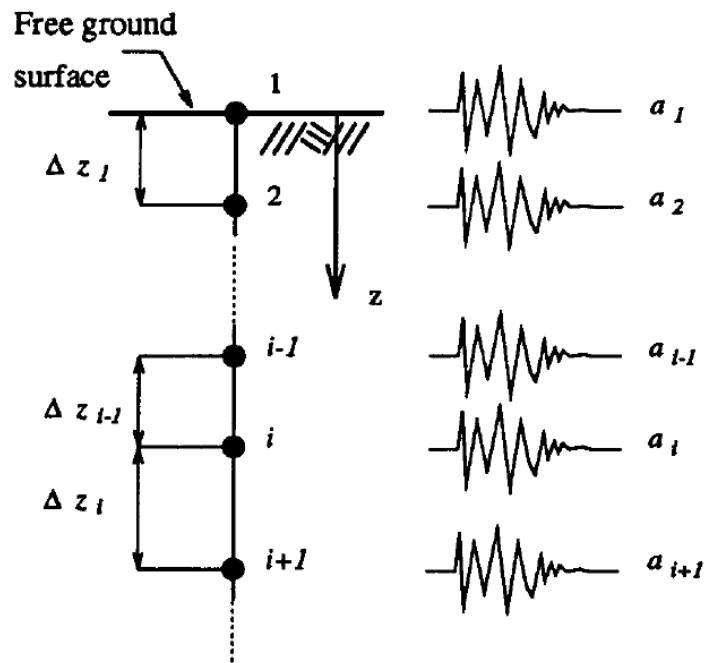 Free ground
surface
1
a 1
Δ z 1
2
a 2
z
i-1
a i-1
Δ z i-1
i
a i
Δ z i
i+1
a i+1